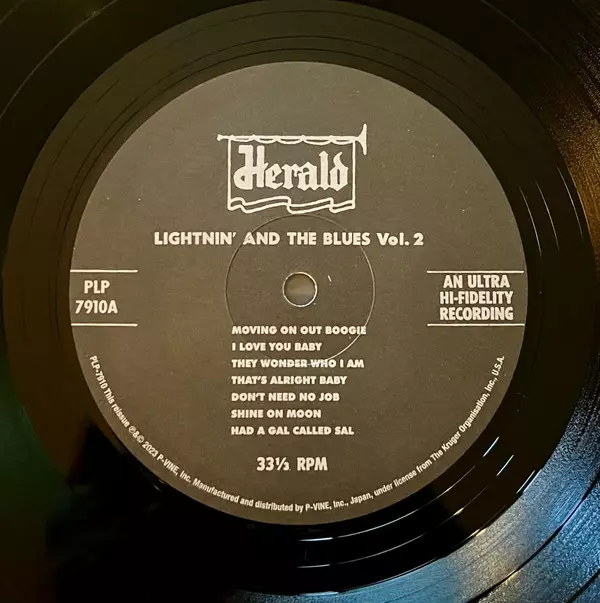 Herald
LIGHTNIN' AND THE BLUES Vol. 2
PLP
7910A
AN ULTRA
HI-FIDELITY
RECORDING
MOVING ON OUT BOOGIE
I LOVE YOU BABY
THEY WONDER WHO I AM
THAT'S ALRIGHT BABY
DON'T NEED NO JOB
SHINE ON MOON
HAD A GAL CALLED SAL
33⅓ RPM
PLP-7910 This reissue ℗&© 2023 P-VINE, Inc. Manufactured and distributed by P-VINE, Inc., Japan, under license from The Kruger Organisation, Inc., U.S.A.